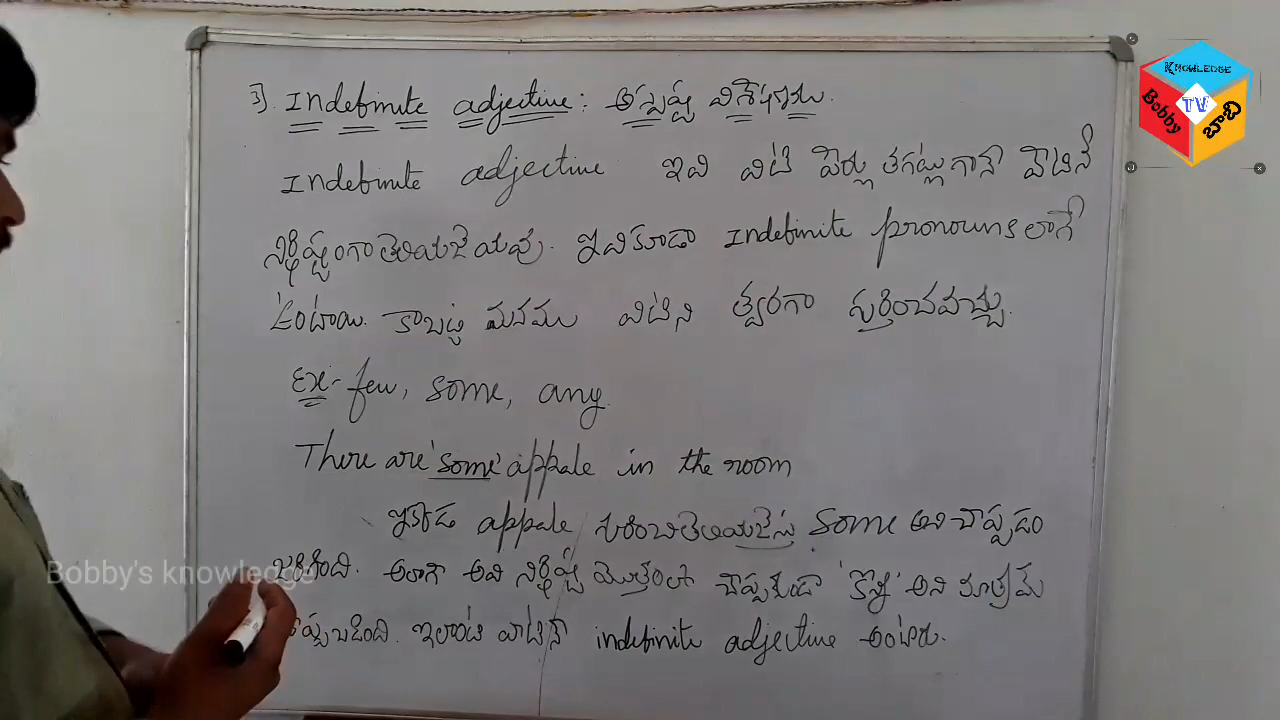 3). Indefinite adjective : అస్పష్ట విశేషణాలు.
Indefinite adjective ఇవి వీటి పేర్లు తగట్లుగానే వాటిని
నిర్ధిష్టంగా తెలియజేయవు. ఇవికూడా Indefinite pronouns లాగే
ఉంటాయి. కాబట్టి మనము వీటిని త్వరగా గుర్తించవచ్చు.
Ex:- few, some, any.
There are 'some' appale in the room
ఇక్కడ appale గురించి తెలియజేస్తు some అని చెప్పడం
జరిగింది. అలాగే అవి నిర్ధిష్ట మొత్తంలో చెప్పకుండా 'కొన్ని' అని మాత్రమే
చెప్పబడింది. ఇలాంటి వాటినే indefinite adjective అంటారు.
Bobby's knowledge
KNOWLEDGE
Bobby
TV
బాబి